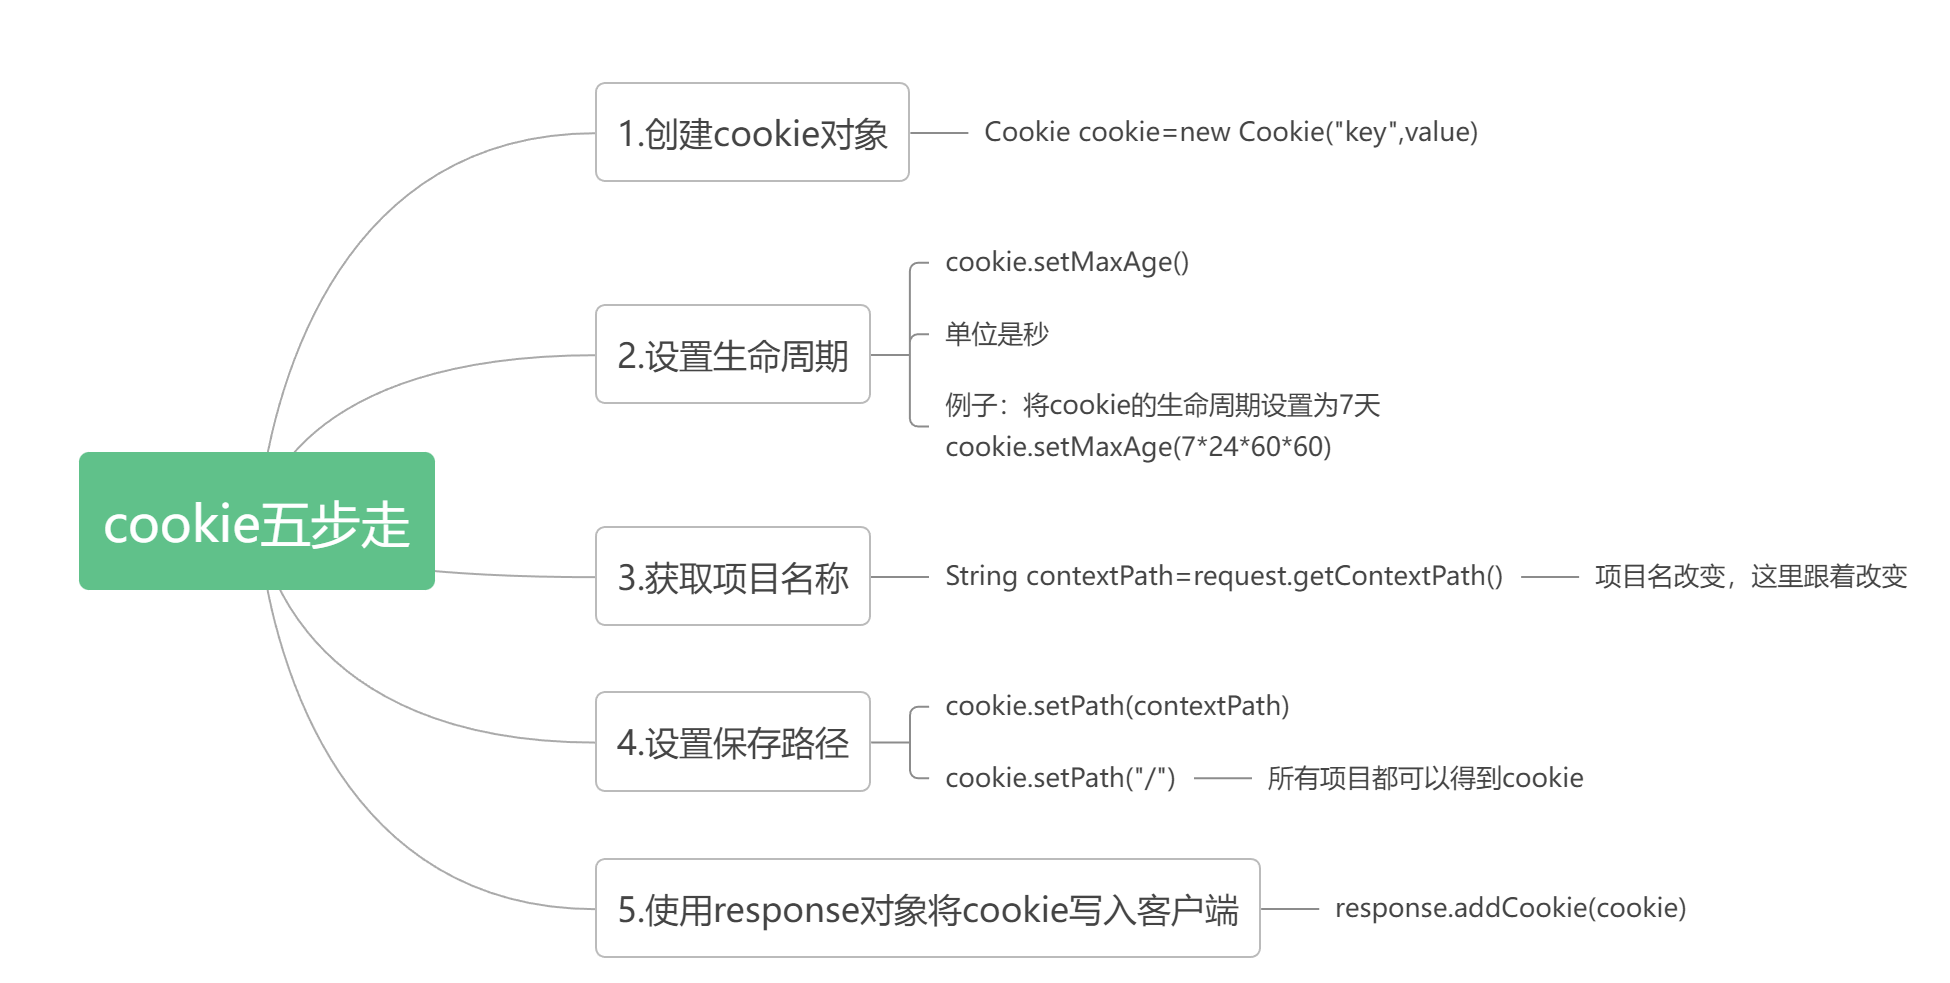 cookie五步走
1.创建cookie对象
Cookie cookie=new Cookie("key",value)
2.设置生命周期
cookie.setMaxAge()
单位是秒
例子：将cookie的生命周期设置为7天
cookie.setMaxAge(7*24*60*60)
3.获取项目名称
String contextPath=request.getContextPath()
项目名改变，这里跟着改变
4.设置保存路径
cookie.setPath(contextPath)
cookie.setPath("/")
所有项目都可以得到cookie
5.使用response对象将cookie写入客户端
response.addCookie(cookie)